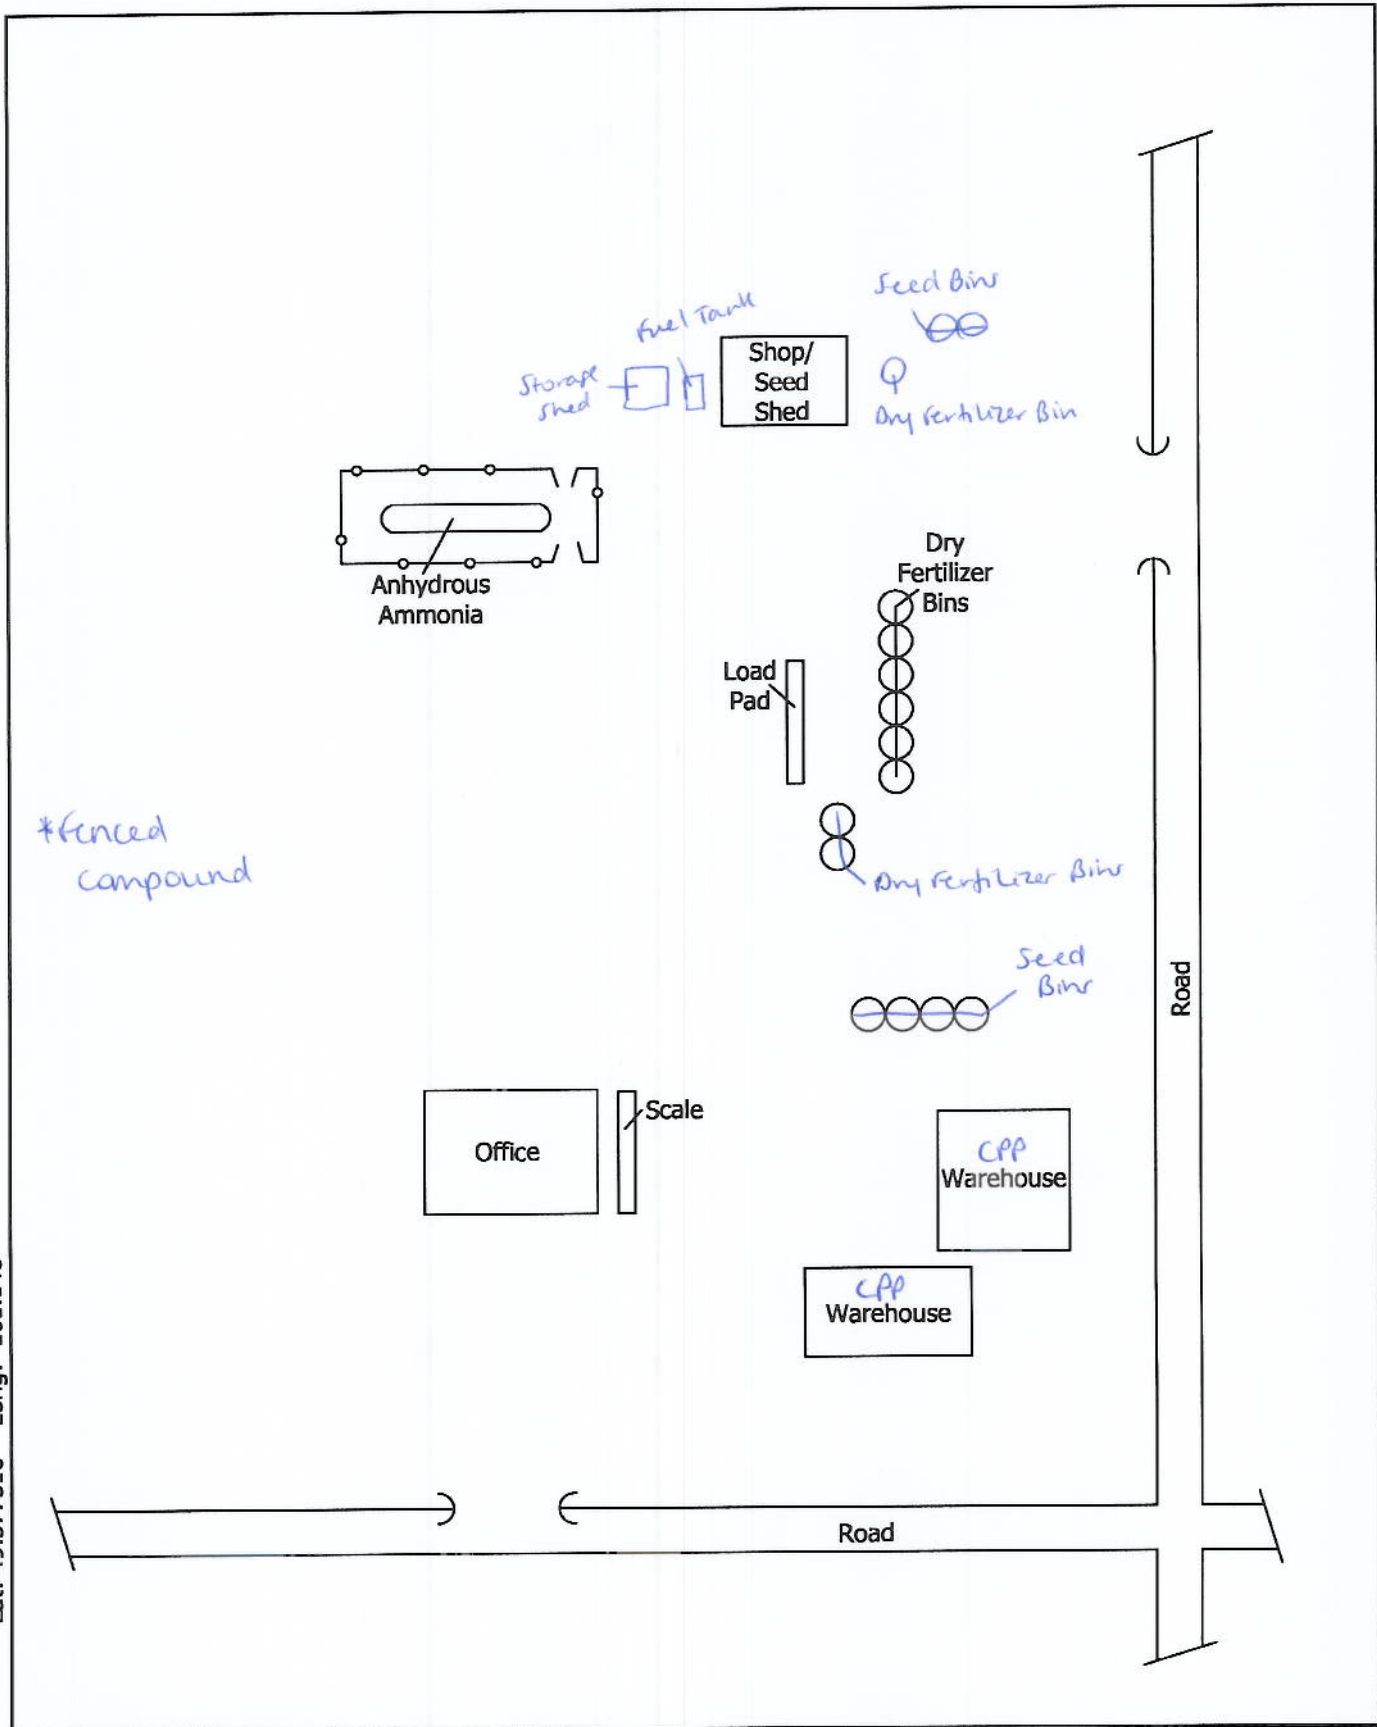 Seed Bins
Fuel Tank
Shop/
Seed
Shed
Storage
Shed
Dry Fertilizer Bin
Anhydrous
Ammonia
Dry
Fertilizer
Bins
Load
Pad
*Fenced
compound
Dry Fertilizer Bins
Seed
Bins
Road
Office
Scale
CPP
Warehouse
CPP
Warehouse
Road